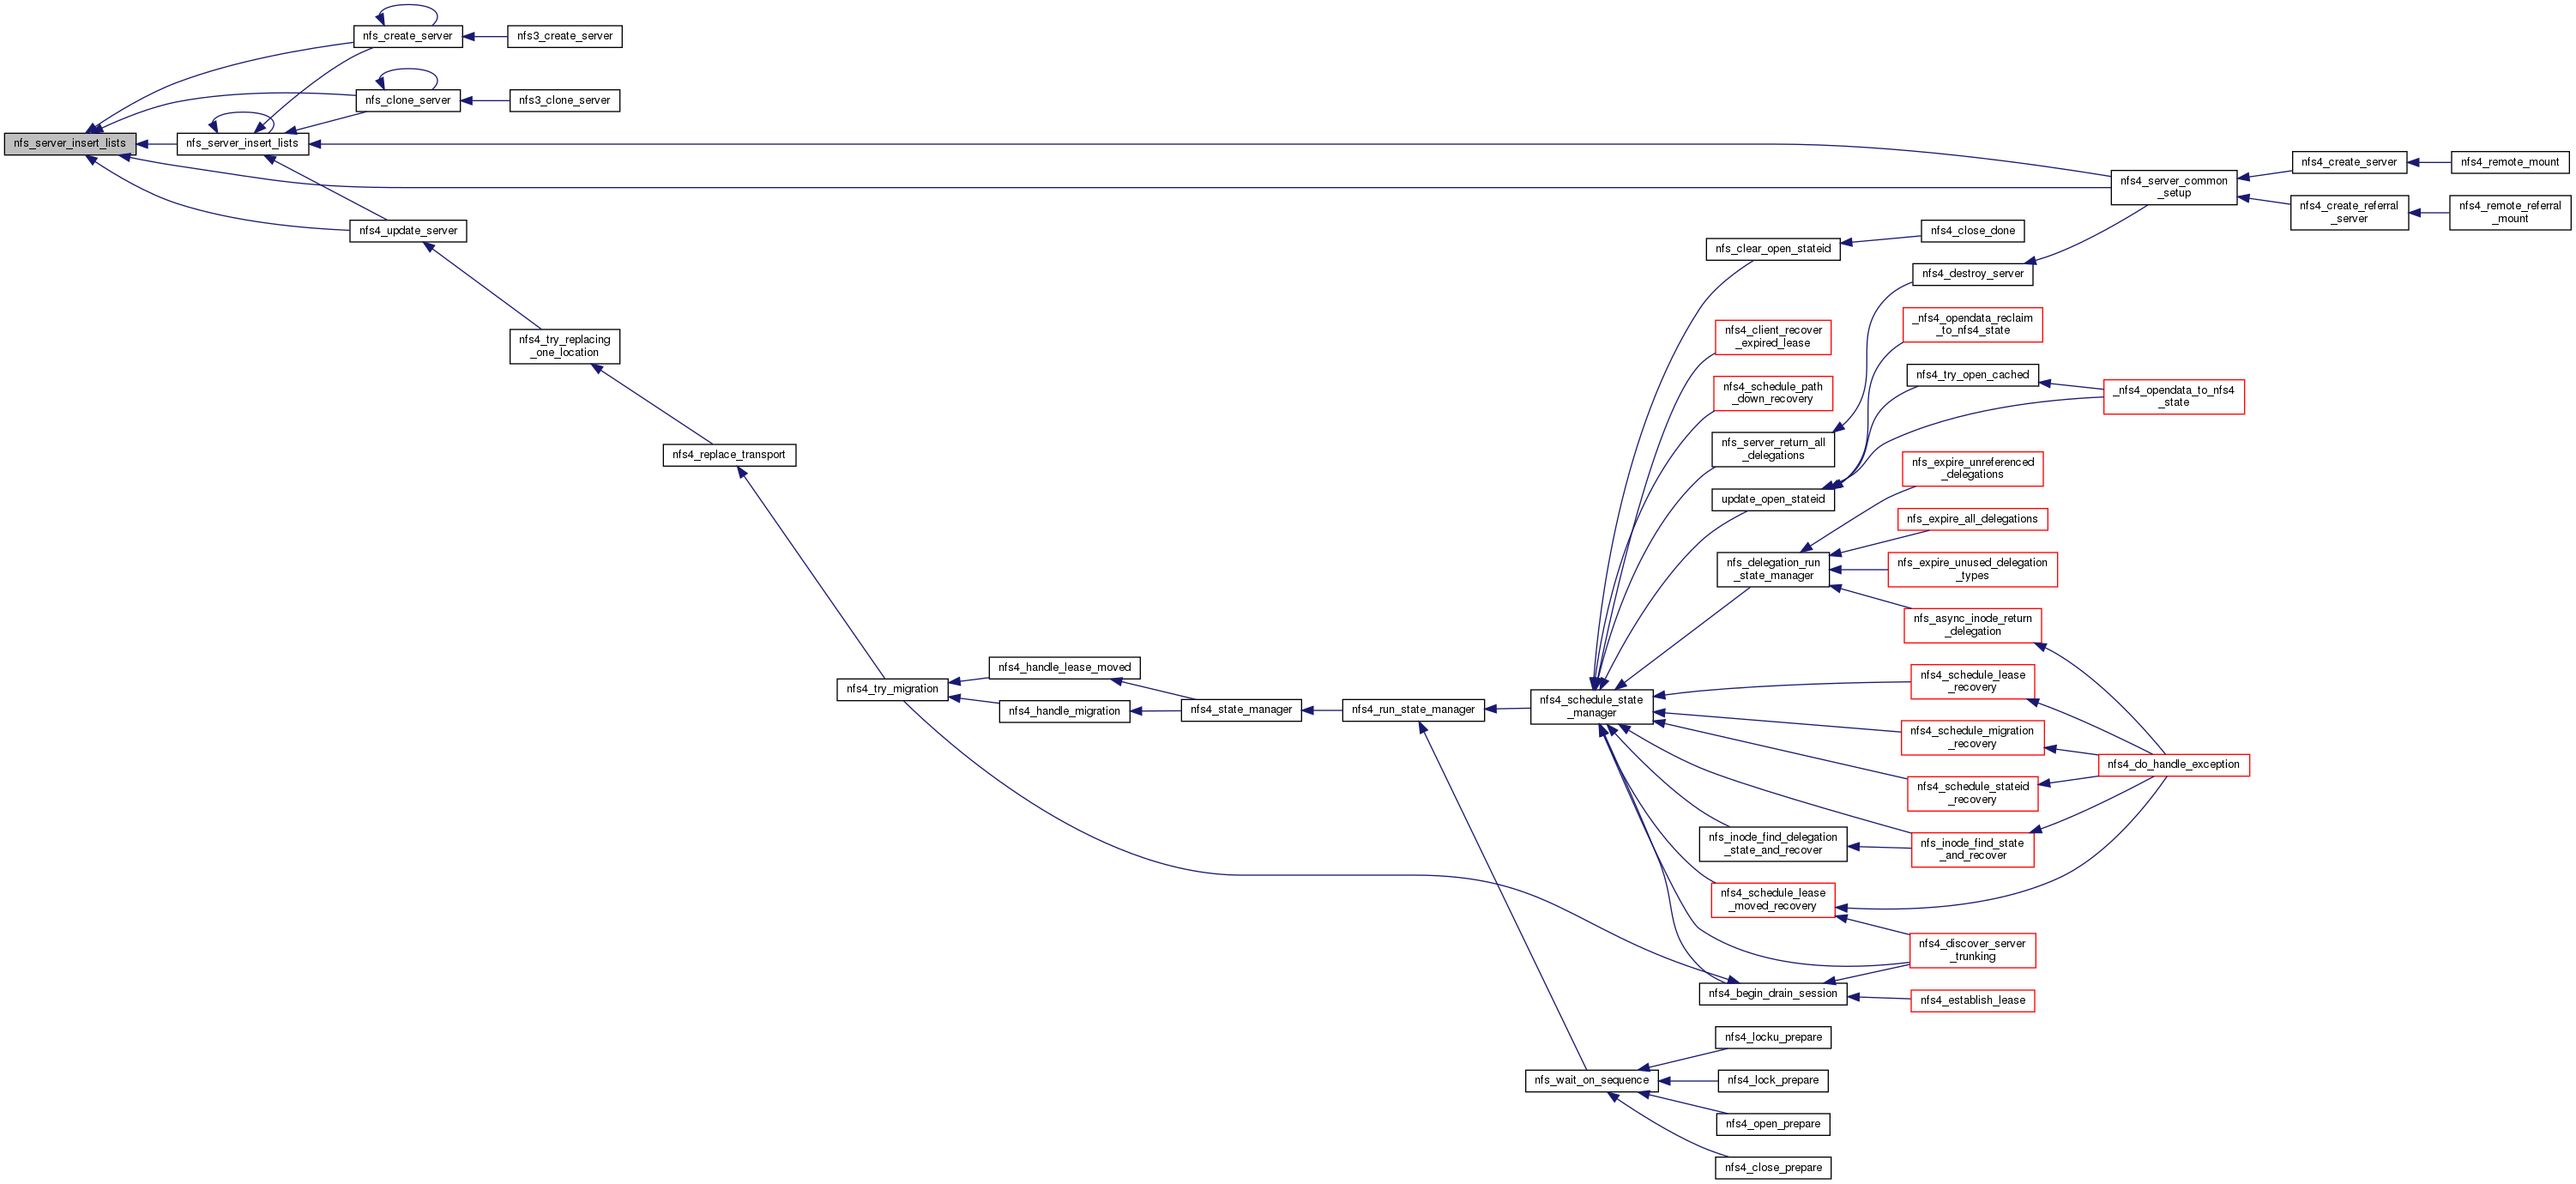 nfs_create_server
nfs3_create_server
nfs_clone_server
nfs3_clone_server
nfs_server_insert_lists
nfs_server_insert_lists
nfs4_create_server
nfs4_remote_mount
nfs4_server_common
_setup
nfs4_create_referral
_server
nfs4_remote_referral
_mount
nfs4_update_server
nfs_clear_open_stateid
nfs4_close_done
nfs4_destroy_server
nfs4_try_replacing
_one_location
nfs4_client_recover
_expired_lease
_nfs4_opendata_reclaim
_to_nfs4_state
nfs4_schedule_path
_down_recovery
nfs4_try_open_cached
_nfs4_opendata_to_nfs4
_state
nfs4_replace_transport
nfs_server_return_all
_delegations
update_open_stateid
nfs_expire_unreferenced
_delegations
nfs_expire_all_delegations
nfs_delegation_run
_state_manager
nfs_expire_unused_delegation
_types
nfs_async_inode_return
_delegation
nfs4_try_migration
nfs4_handle_lease_moved
nfs4_handle_migration
nfs4_state_manager
nfs4_run_state_manager
nfs4_schedule_state
_manager
nfs4_schedule_lease
_recovery
nfs4_schedule_migration
_recovery
nfs4_do_handle_exception
nfs4_schedule_stateid
_recovery
nfs_inode_find_delegation
_state_and_recover
nfs_inode_find_state
_and_recover
nfs4_schedule_lease
_moved_recovery
nfs4_discover_server
_trunking
nfs4_begin_drain_session
nfs4_establish_lease
nfs4_locku_prepare
nfs_wait_on_sequence
nfs4_lock_prepare
nfs4_open_prepare
nfs4_close_prepare